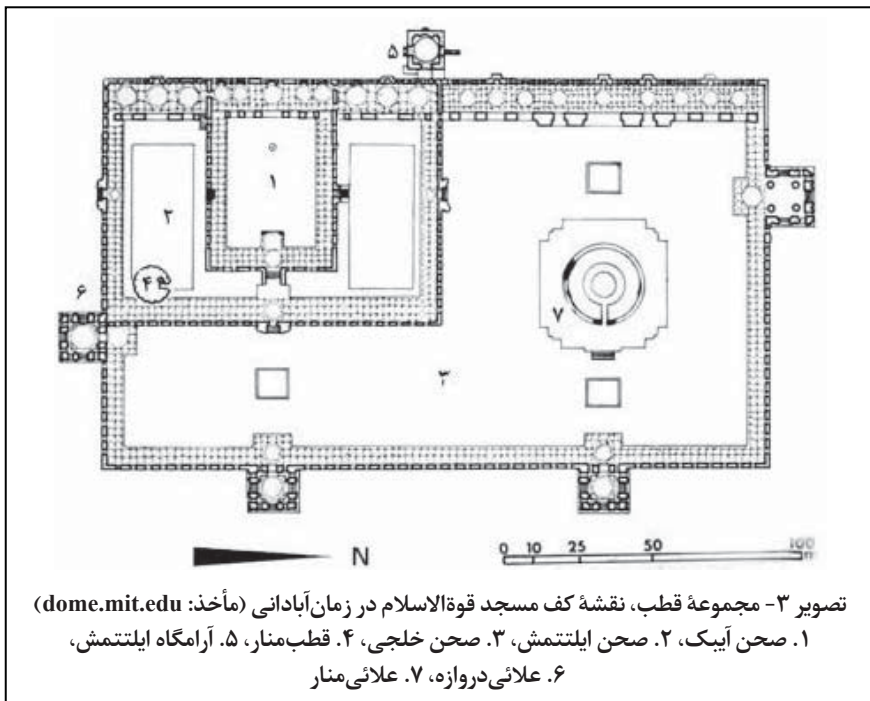 ۵
۱
۲
۴
۶
۷
۳
N
0 10 25 50 100
m
تصویر ۳- مجموعهٔ قطب، نقشهٔ کف مسجد قوةالاسلام در زمان‌آبادانی (مأخذ: dome.mit.edu)
۱. صحن آیبک، ۲. صحن ایلتتمش، ۳. صحن خلجی، ۴. قطب‌منار، ۵. آرامگاه ایلتتمش،
۶. علائی‌دروازه، ۷. علائی‌منار